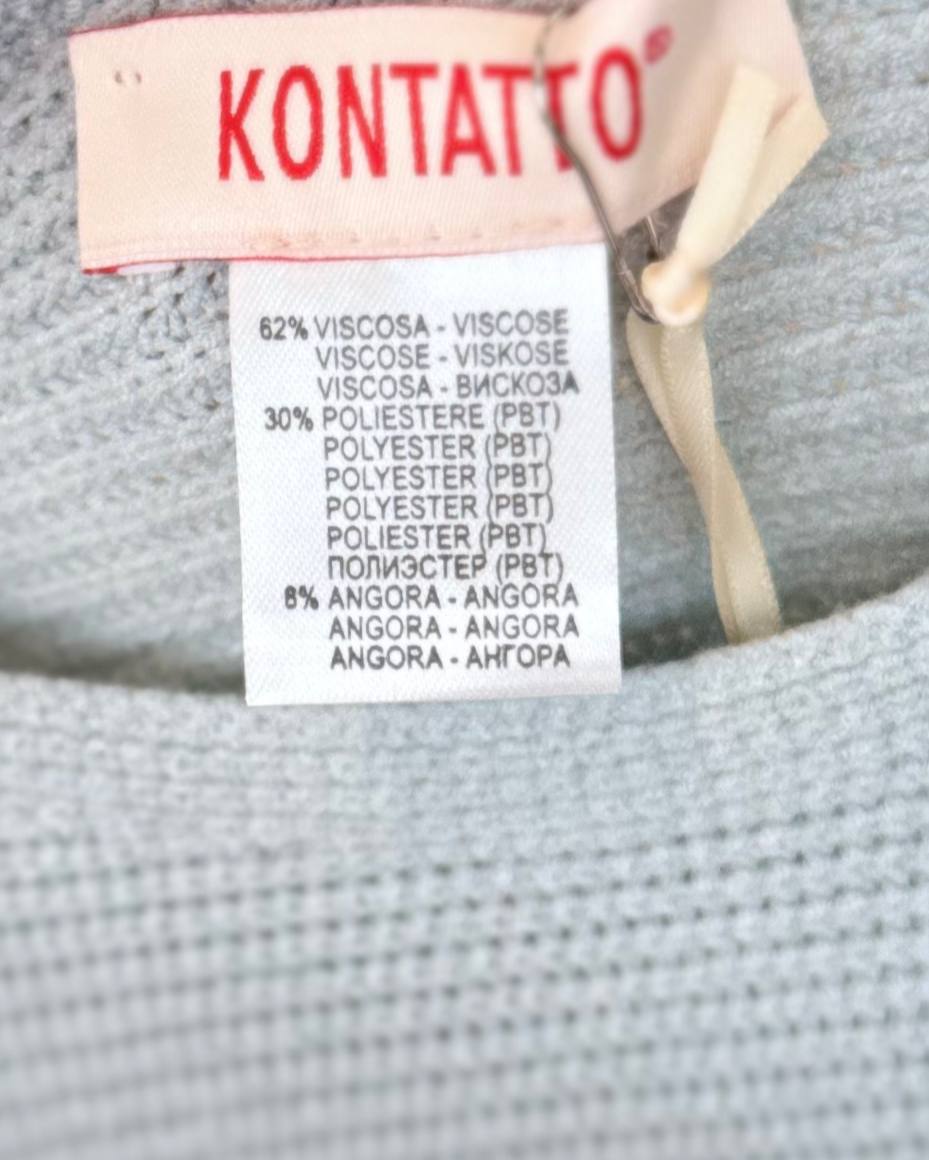 KONTATTO®
62% VISCOSA - VISCOSE
VISCOSE - VISKOSE
VISCOSA - ВИСКОЗА
30% POLIESTERE (PBT)
POLYESTER (PBT)
POLYESTER (PBT)
POLYESTER (PBT)
POLIESTER (PBT)
ПОЛИЭСТЕР (PBT)
8% ANGORA - ANGORA
ANGORA - ANGORA
ANGORA - АНГОРА